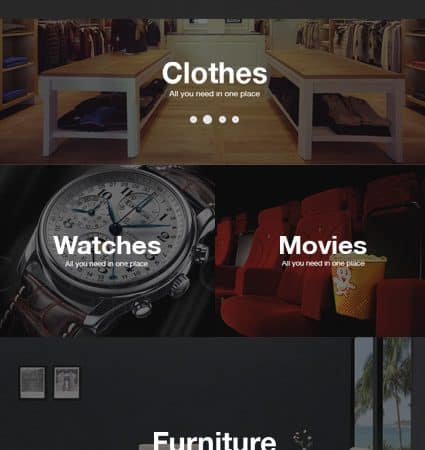 Clothes
All you need in one place
Watches
All you need in one place
Movies
All you need in one place
Furniture